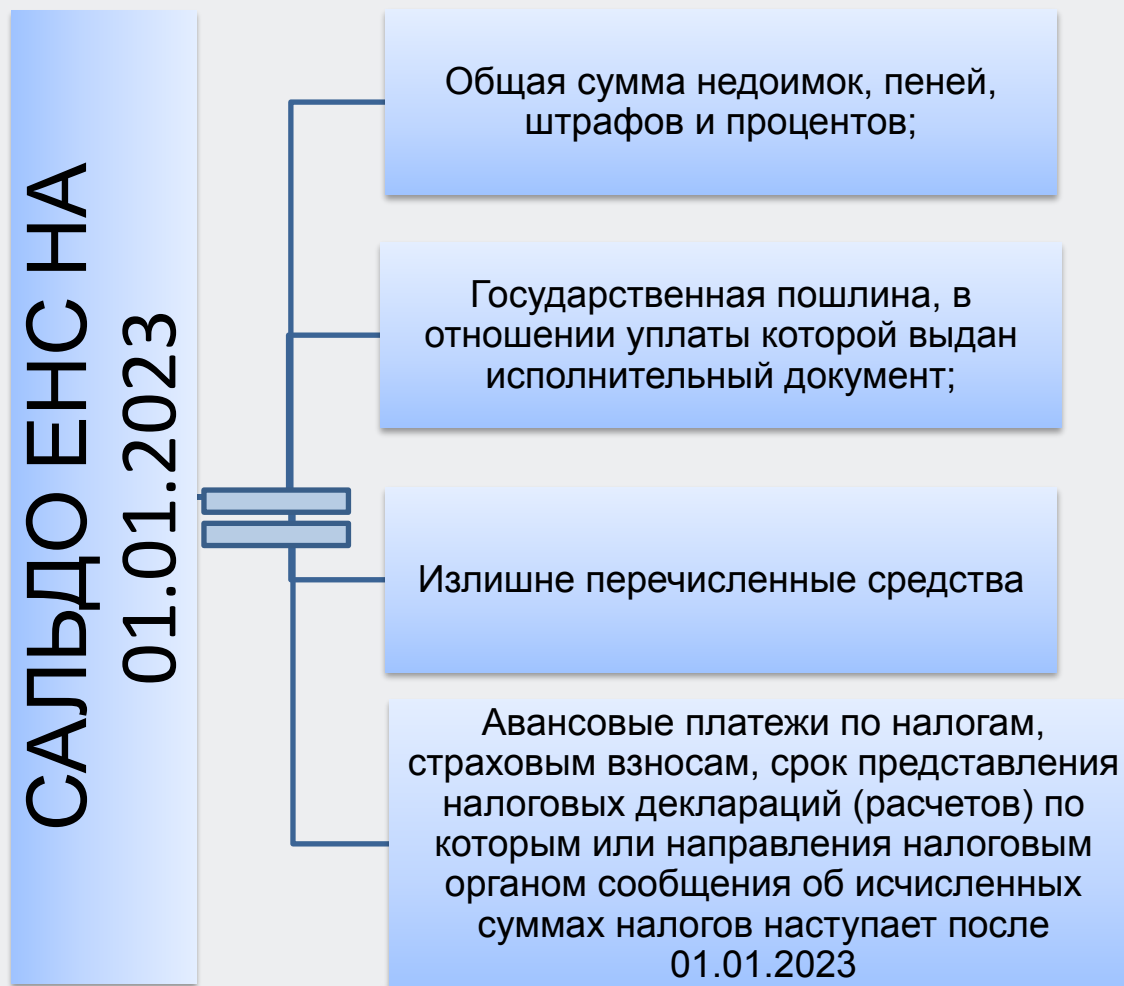 САЛЬДО ЕНС НА
01.01.2023
Общая сумма недоимок, пеней,
штрафов и процентов;
Государственная пошлина, в
отношении уплаты которой выдан
исполнительный документ;
Излишне перечисленные средства
Авансовые платежи по налогам,
страховым взносам, срок представления
налоговых деклараций (расчетов) по
которым или направления налоговым
органом сообщения об исчисленных
суммах налогов наступает после
01.01.2023